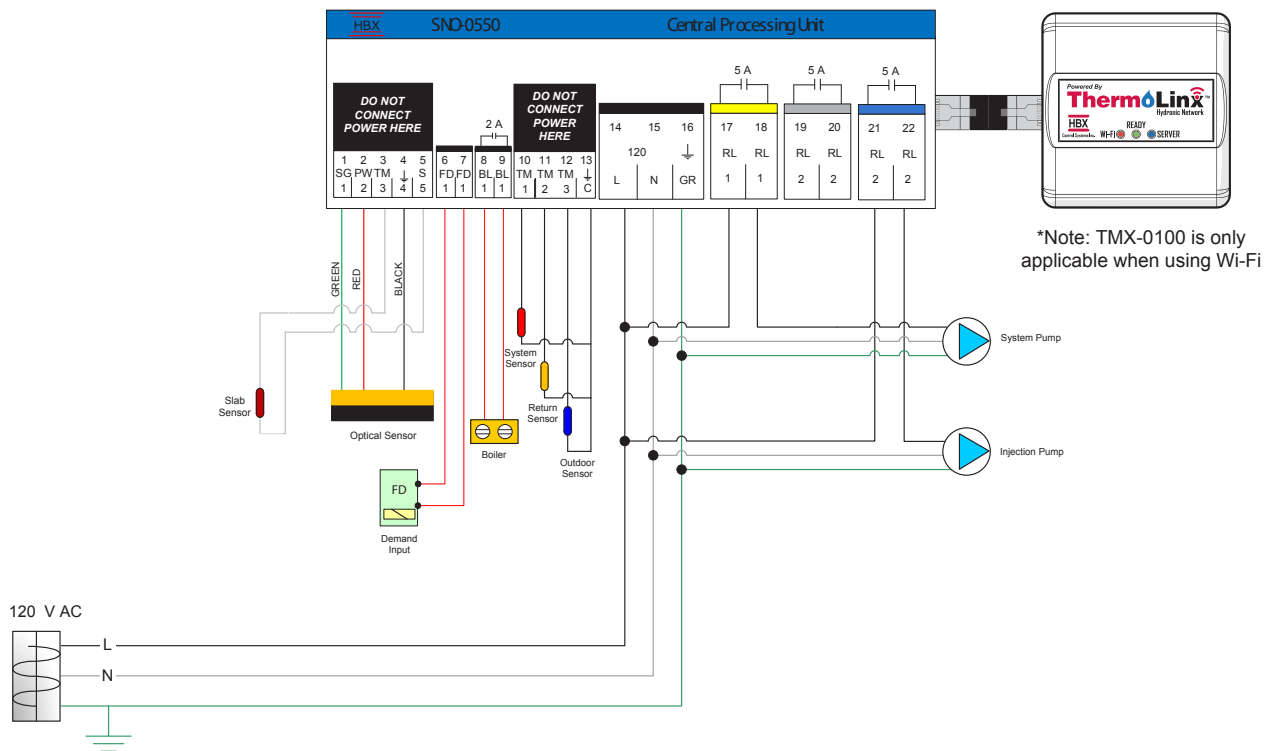 HBX SNO-0550 Central Processing Unit
5 A 5 A 5 A
DO NOT
CONNECT
POWER HERE
2 A
DO NOT
CONNECT
POWER
HERE
1 2 3 4 5 6 7 8 9 10 11 12 13
SG PW TM S FD FD BL BL TM TM TM
1 2 3 4 5 1 1 1 1 1 2 3 C
14 15 16 17 18 19 20 21 22
120 RL RL RL RL RL RL
L N GR 1 1 2 2 2 2
Powered By
ThermoLinx™
Hydronic Network
HBX
Control Systems Inc.
WI-FI READY SERVER
*Note: TMX-0100 is only
applicable when using Wi-Fi
GREEN
RED
BLACK
System
Sensor
System Pump
Slab
Sensor
Optical Sensor
Return
Sensor
Boiler
Outdoor
Sensor
Injection Pump
FD
Demand
Input
120 V AC
L
N